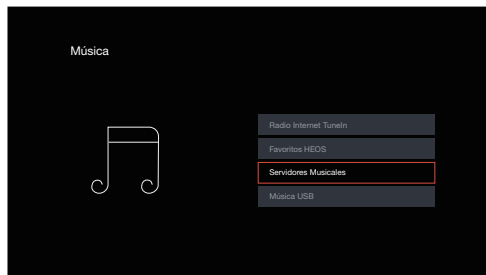 Música
Radio Internet TuneIn
Favoritos HEOS
Servidores Musicales
Música USB